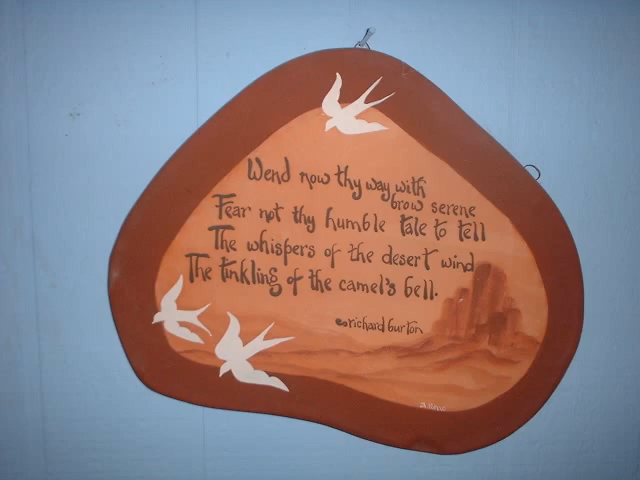 Wend now thy way with
brow serene
Fear not thy humble tale to tell
The whispers of the desert wind
The tinkling of the camel's bell.
richard burton